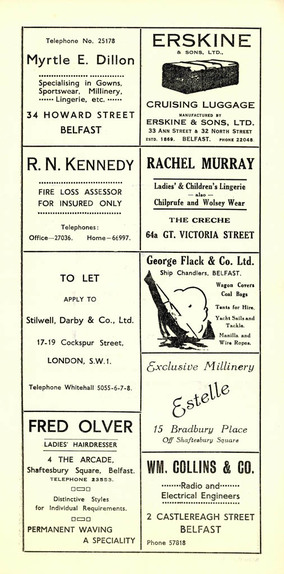 Telephone No. 25178
Myrtle E. Dillon
Specialising in Gowns,
Sportswear, Millinery,
Lingerie, etc.
34 HOWARD STREET
BELFAST
R. N. KENNEDY
FIRE LOSS ASSESSOR
FOR INSURED ONLY
Telephones:
Office—27036. Home—66997.
TO LET
APPLY TO
Stilwell, Darby & Co., Ltd.
17-19 Cockspur Street,
LONDON, S.W.1.
Telephone Whitehall 5055-6-7-8.
FRED OLVER
LADIES' HAIRDRESSER
4 THE ARCADE,
Shaftesbury Square, Belfast.
TELEPHONE 23553.
Distinctive Styles
for Individual Requirements.
PERMANENT WAVING
A SPECIALITY
ERSKINE
& SONS, LTD.,
CRUISING LUGGAGE
MANUFACTURED BY
ERSKINE & SONS, LTD.
33 ANN STREET & 32 NORTH STREET
ESTD. 1869. BELFAST. PHONE 22048
RACHEL MURRAY
Ladies' & Children's Lingerie
— also —
Chilprufe and Wolsey Wear
THE CRECHE
64a GT. VICTORIA STREET
George Flack & Co. Ltd.
Ship Chandlers, BELFAST.
Wagon Covers
Coal Bags
Tents for Hire.
Yacht Sails and
Tackle.
Manilla and
Wire Ropes.
Exclusive Millinery
Estelle
15 Bradbury Place
Off Shaftesbury Square
WM. COLLINS & CO.
Radio and
Electrical Engineers
2 CASTLEREAGH STREET
BELFAST
Phone 57818